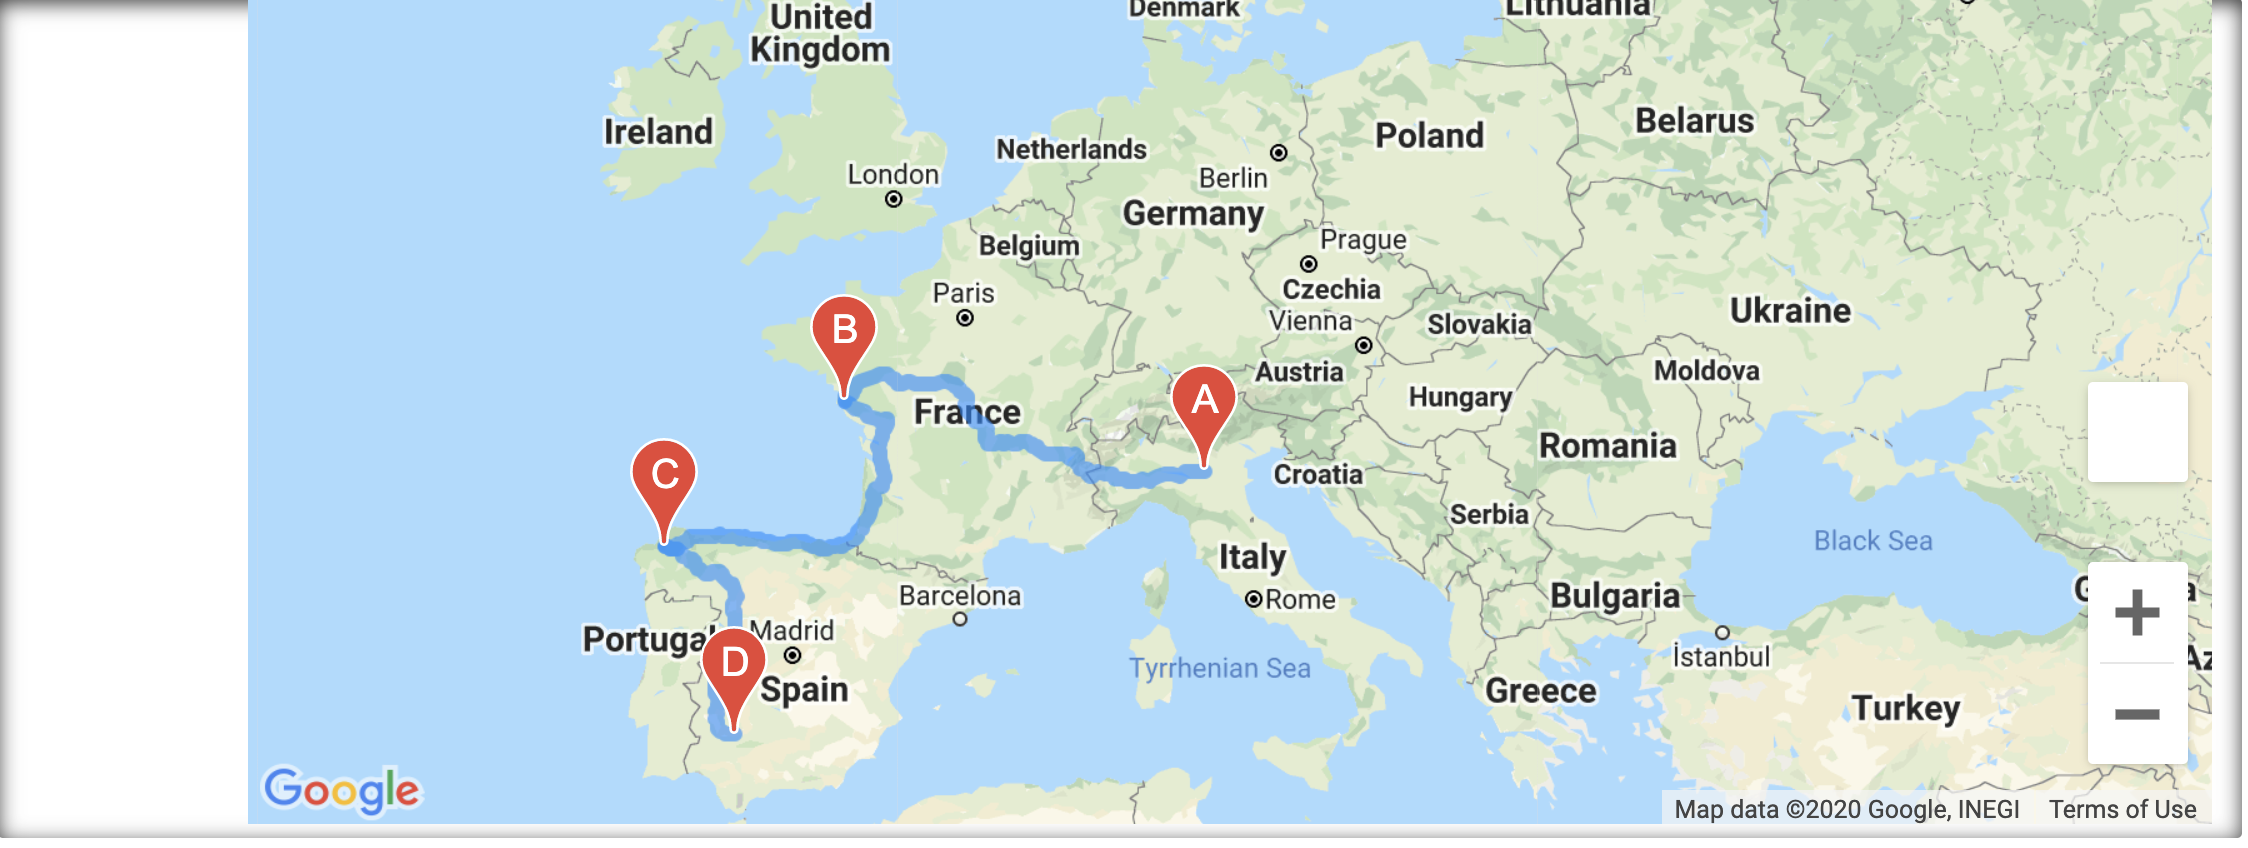 Denmark
Lithuania
United
Kingdom
Ireland
Netherlands
Poland
Belarus
London
Berlin
Germany
Belgium
Prague
Czechia
Paris
Vienna
Slovakia
Ukraine
B
Austria
Moldova
A
France
Hungary
Romania
C
Croatia
Serbia
Black Sea
Italy
Barcelona
Rome
Bulgaria
Portugal
Madrid
D
Spain
Tyrrhenian Sea
İstanbul
Greece
Turkey
Google
Map data ©2020 Google, INEGI Terms of Use